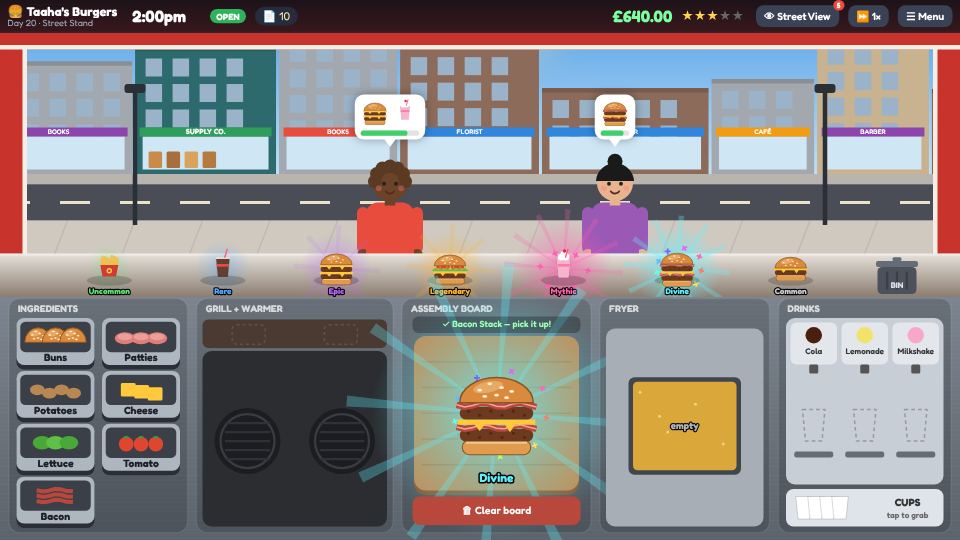 Taaha's Burgers
Day 20 · Street Stand
2:00pm
OPEN
10
£640.00
★★★★★
Street View
5
1x
☰ Menu
BOOKS
SUPPLY CO.
BOOKS
FLORIST
CAFÉ
BARBER
Uncommon
Rare
Epic
Legendary
Mythic
Divine
Common
BIN
INGREDIENTS
Buns
Patties
Potatoes
Cheese
Lettuce
Tomato
Bacon
GRILL + WARMER
ASSEMBLY BOARD
✓ Bacon Stack — pick it up!
Divine
Clear board
FRYER
empty
DRINKS
Cola
Lemonade
Milkshake
CUPS
tap to grab